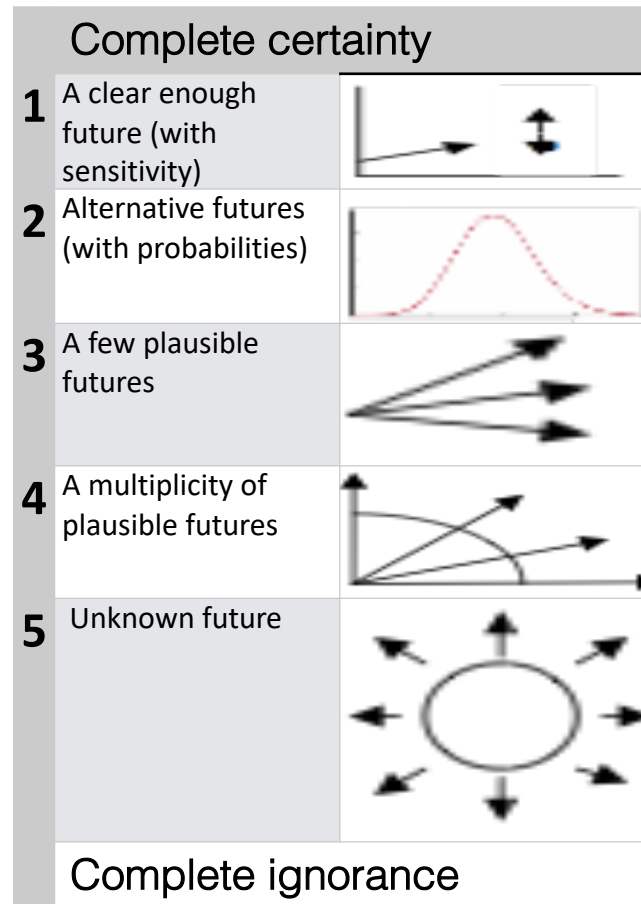 Complete certainty
1 A clear enough
future (with
sensitivity)
2 Alternative futures
(with probabilities)
3 A few plausible
futures
4 A multiplicity of
plausible futures
5 Unknown future
Complete ignorance